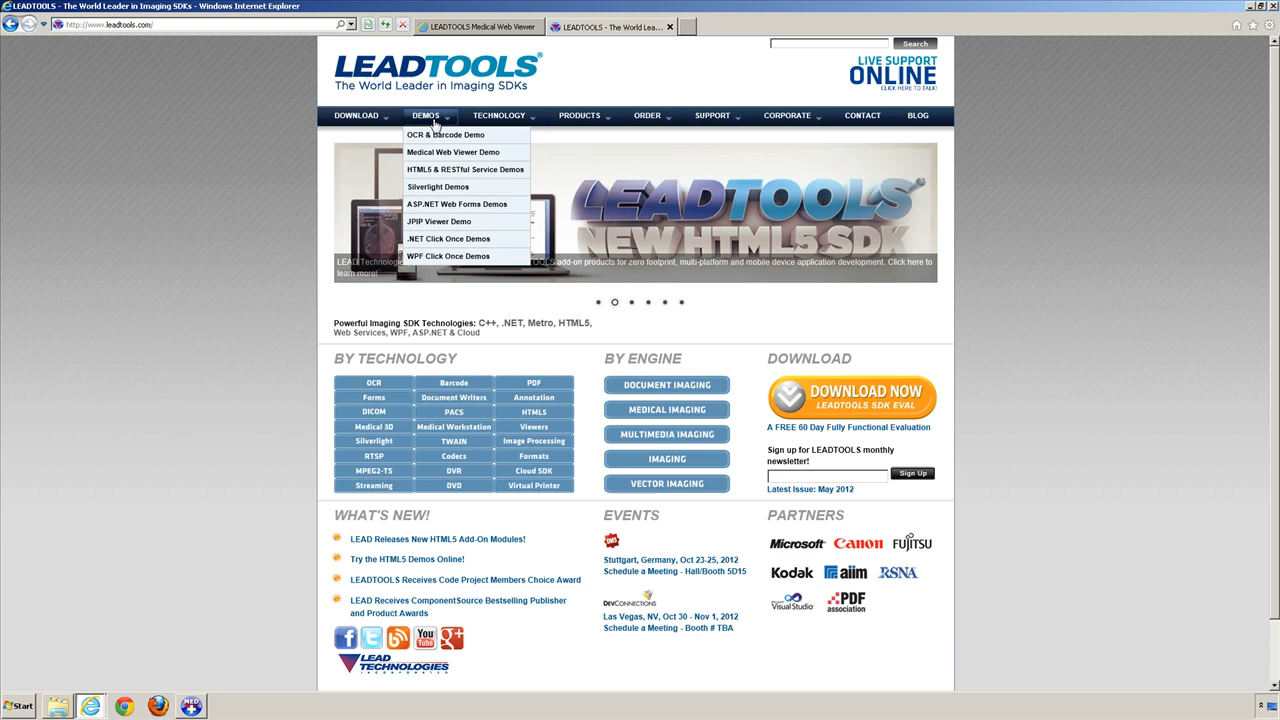 LEADTOOLS - The World Leader in Imaging SDKs - Windows Internet Explorer
http://www.leadtools.com/
LEADTOOLS Medical Web Viewer
LEADTOOLS - The World Lea...
Search
LEADTOOLS®
The World Leader in Imaging SDKs
LIVE SUPPORT
ONLINE
CLICK HERE TO TALK!
DOWNLOAD DEMOS TECHNOLOGY PRODUCTS ORDER SUPPORT CORPORATE CONTACT BLOG
OCR & Barcode Demo
Medical Web Viewer Demo
HTML5 & RESTful Service Demos
Silverlight Demos
ASP.NET Web Forms Demos
JPIP Viewer Demo
.NET Click Once Demos
WPF Click Once Demos
LEADTOOLS®
NEW HTML5 SDK
LEAD Technologies TOOLS add-on products for zero footprint, multi-platform and mobile device application development. Click here to
learn more!
Powerful Imaging SDK Technologies: C++, .NET, Metro, HTML5,
Web Services, WPF, ASP.NET & Cloud
BY TECHNOLOGY
OCR Barcode PDF
Forms Document Writers Annotation
DICOM PACS HTML5
Medical 3D Medical Workstation Viewers
Silverlight TWAIN Image Processing
RTSP Codecs Formats
MPEG2-TS DVR Cloud SDK
Streaming DVD Virtual Printer
BY ENGINE
DOCUMENT IMAGING
MEDICAL IMAGING
MULTIMEDIA IMAGING
IMAGING
VECTOR IMAGING
DOWNLOAD
DOWNLOAD NOW
LEADTOOLS SDK EVAL
A FREE 60 Day Fully Functional Evaluation
Sign up for LEADTOOLS monthly
newsletter!
Sign Up
Latest Issue: May 2012
WHAT'S NEW!
LEAD Releases New HTML5 Add-On Modules!
Try the HTML5 Demos Online!
LEADTOOLS Receives Code Project Members Choice Award
LEAD Receives ComponentSource Bestselling Publisher
and Product Awards
You
Tube
LEAD
TECHNOLOGIES
INCORPORATED
EVENTS
Stuttgart, Germany, Oct 23-25, 2012
Schedule a Meeting - Hall/Booth 5D15
DEVCONNECTIONS
Las Vegas, NV, Oct 30 - Nov 1, 2012
Schedule a Meeting - Booth # TBA
PARTNERS
Microsoft Canon FUJITSU
Kodak aiim RSNA
Visual Studio PDF
association
Start
MED